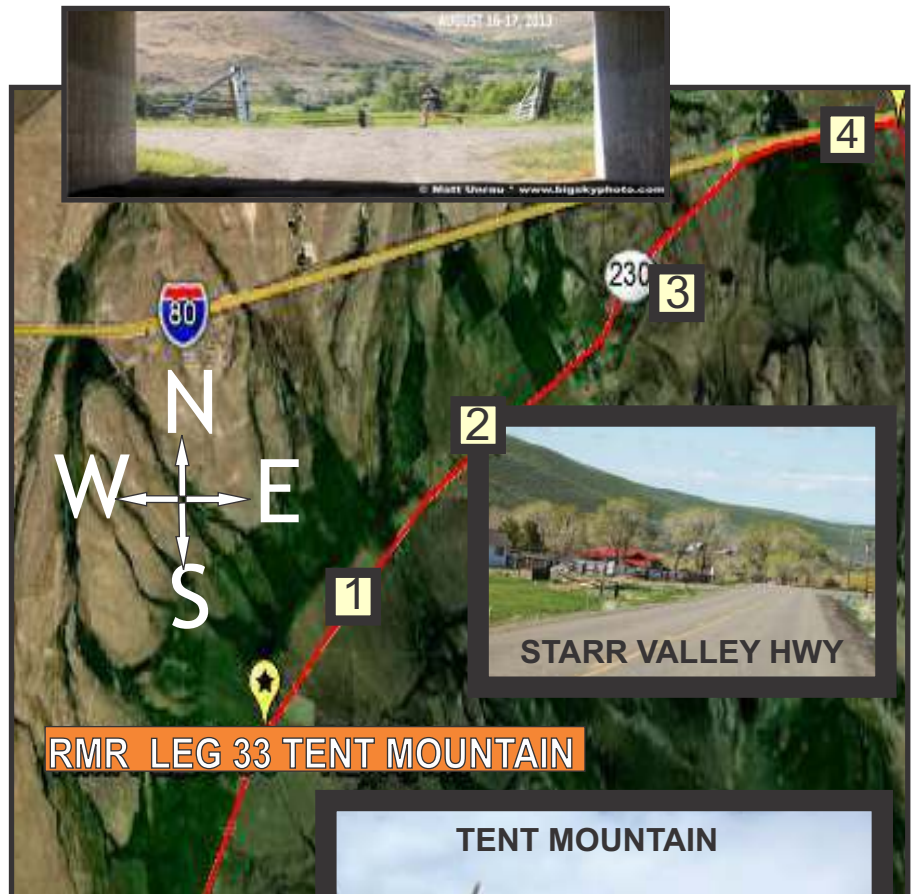 AUGUST 16-17, 2013
© Matt Unrau * www.bigskyphoto.com
4
230
3
80
N
2
W E
S
1
STARR VALLEY HWY
RMR LEG 33 TENT MOUNTAIN
TENT MOUNTAIN